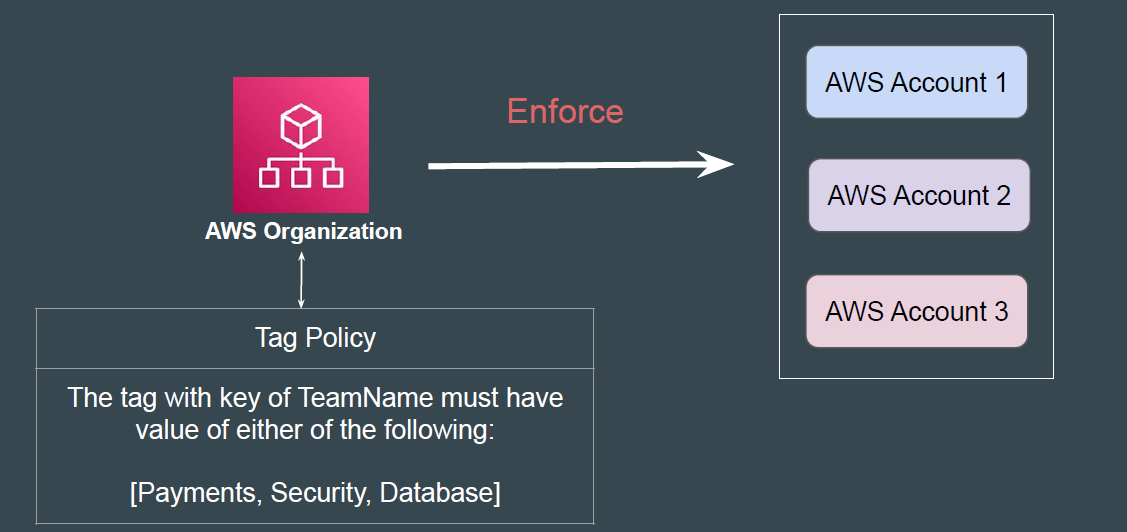 Enforce
AWS Organization
Tag Policy
The tag with key of TeamName must have
value of either of the following:
[Payments, Security, Database]
AWS Account 1
AWS Account 2
AWS Account 3